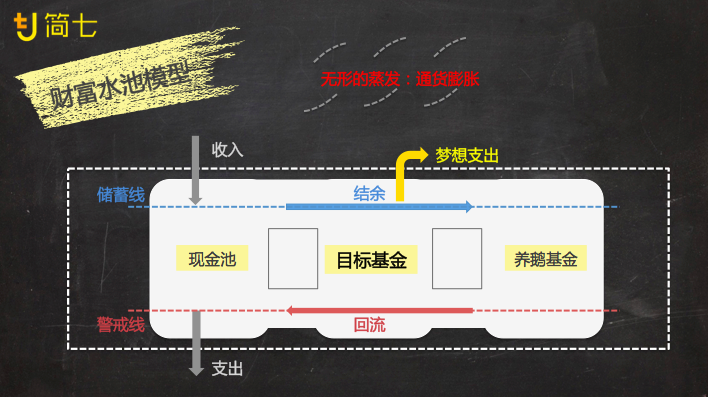 简七
财富水池模型
无形的蒸发：通货膨胀
收入
梦想支出
储蓄线
结余
现金池
目标基金
养鹅基金
警戒线
回流
支出